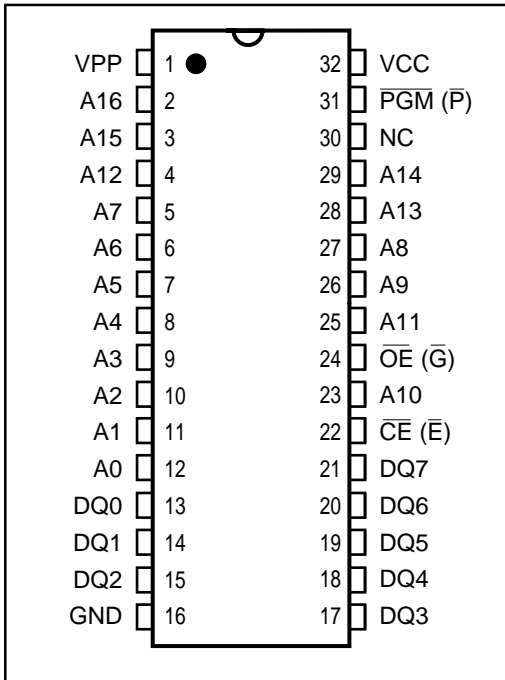 VPP 1 32 VCC
A16 2 31 P̅G̅M̅ (P̅)
A15 3 30 NC
A12 4 29 A14
A7 5 28 A13
A6 6 27 A8
A5 7 26 A9
A4 8 25 A11
A3 9 24 O̅E̅ (G̅)
A2 10 23 A10
A1 11 22 C̅E̅ (E̅)
A0 12 21 DQ7
DQ0 13 20 DQ6
DQ1 14 19 DQ5
DQ2 15 18 DQ4
GND 16 17 DQ3